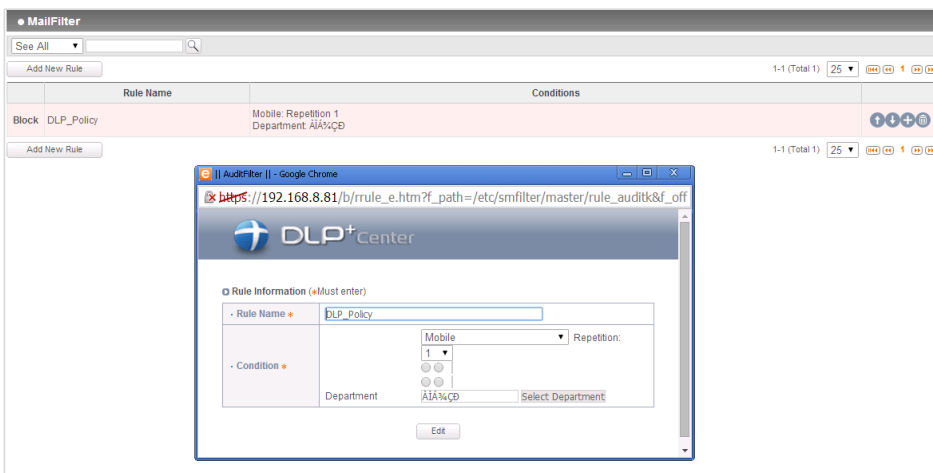 MailFilter
See All
Add New Rule
1-1 (Total 1) 25 1
Rule Name Conditions
Block DLP_Policy
Mobile: Repetition 1
Department: ÀÎÁ¾ÇÐ
Add New Rule
1-1 (Total 1) 25 1
|| AuditFilter || - Google Chrome
https://192.168.8.81/b/rrule_e.htm?f_path=/etc/smfilter/master/rule_auditk&f_off
DLP+Center
Rule Information (*Must enter)
Rule Name * DLP_Policy
Condition *
Mobile Repetition:
1
Department ÀÎÁ¾ÇÐ Select Department
Edit